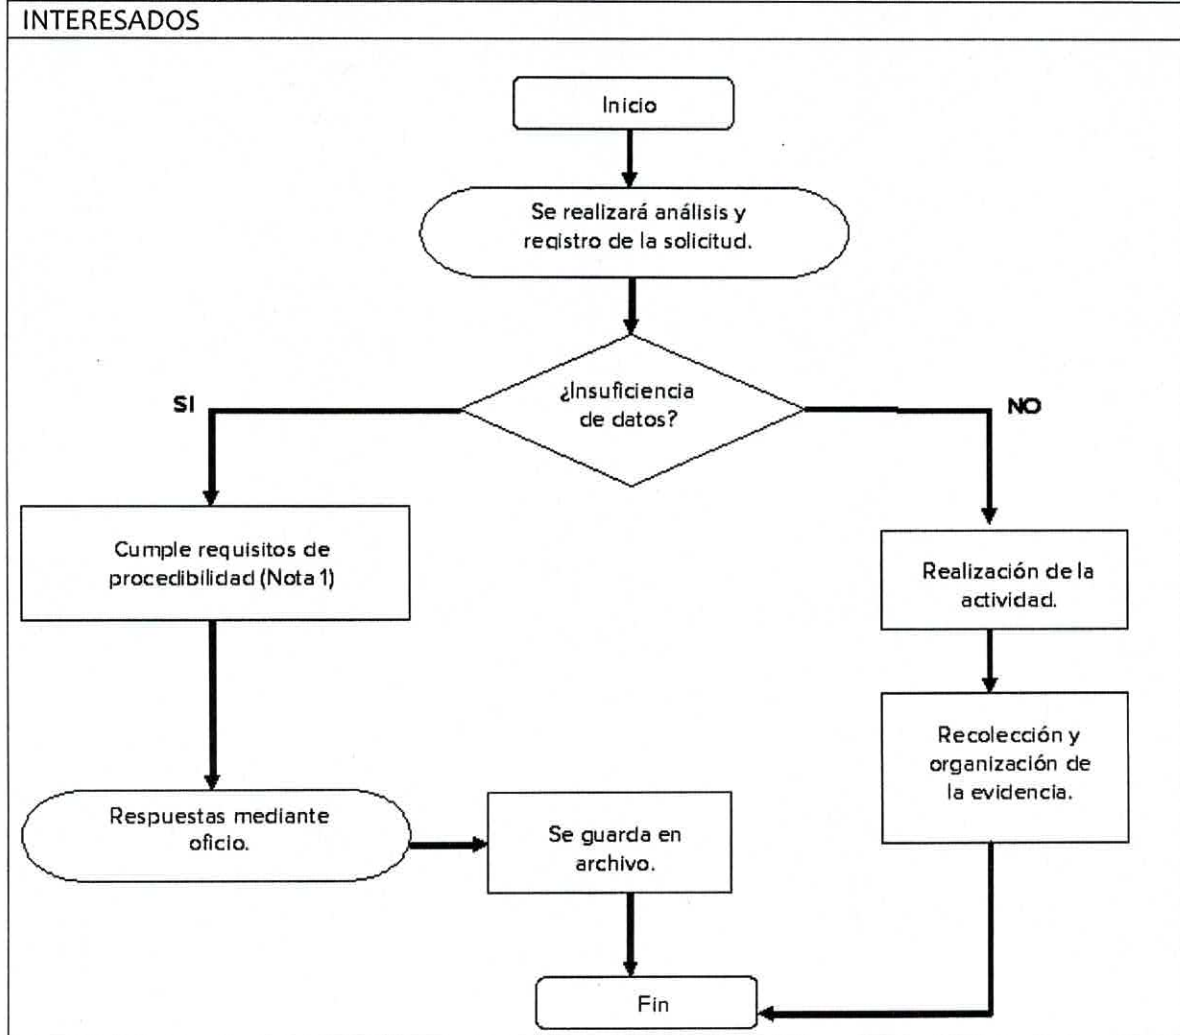 INTERESADOS
Inicio
Se realizará análisis y
registro de la solicitud.
¿Insuficiencia
de datos?
SI
NO
Cumple requisitos de
procedibilidad (Nota 1)
Realización de la
actividad.
Recolección y
organización de
la evidencia.
Respuestas mediante
oficio.
Se guarda en
archivo.
Fin